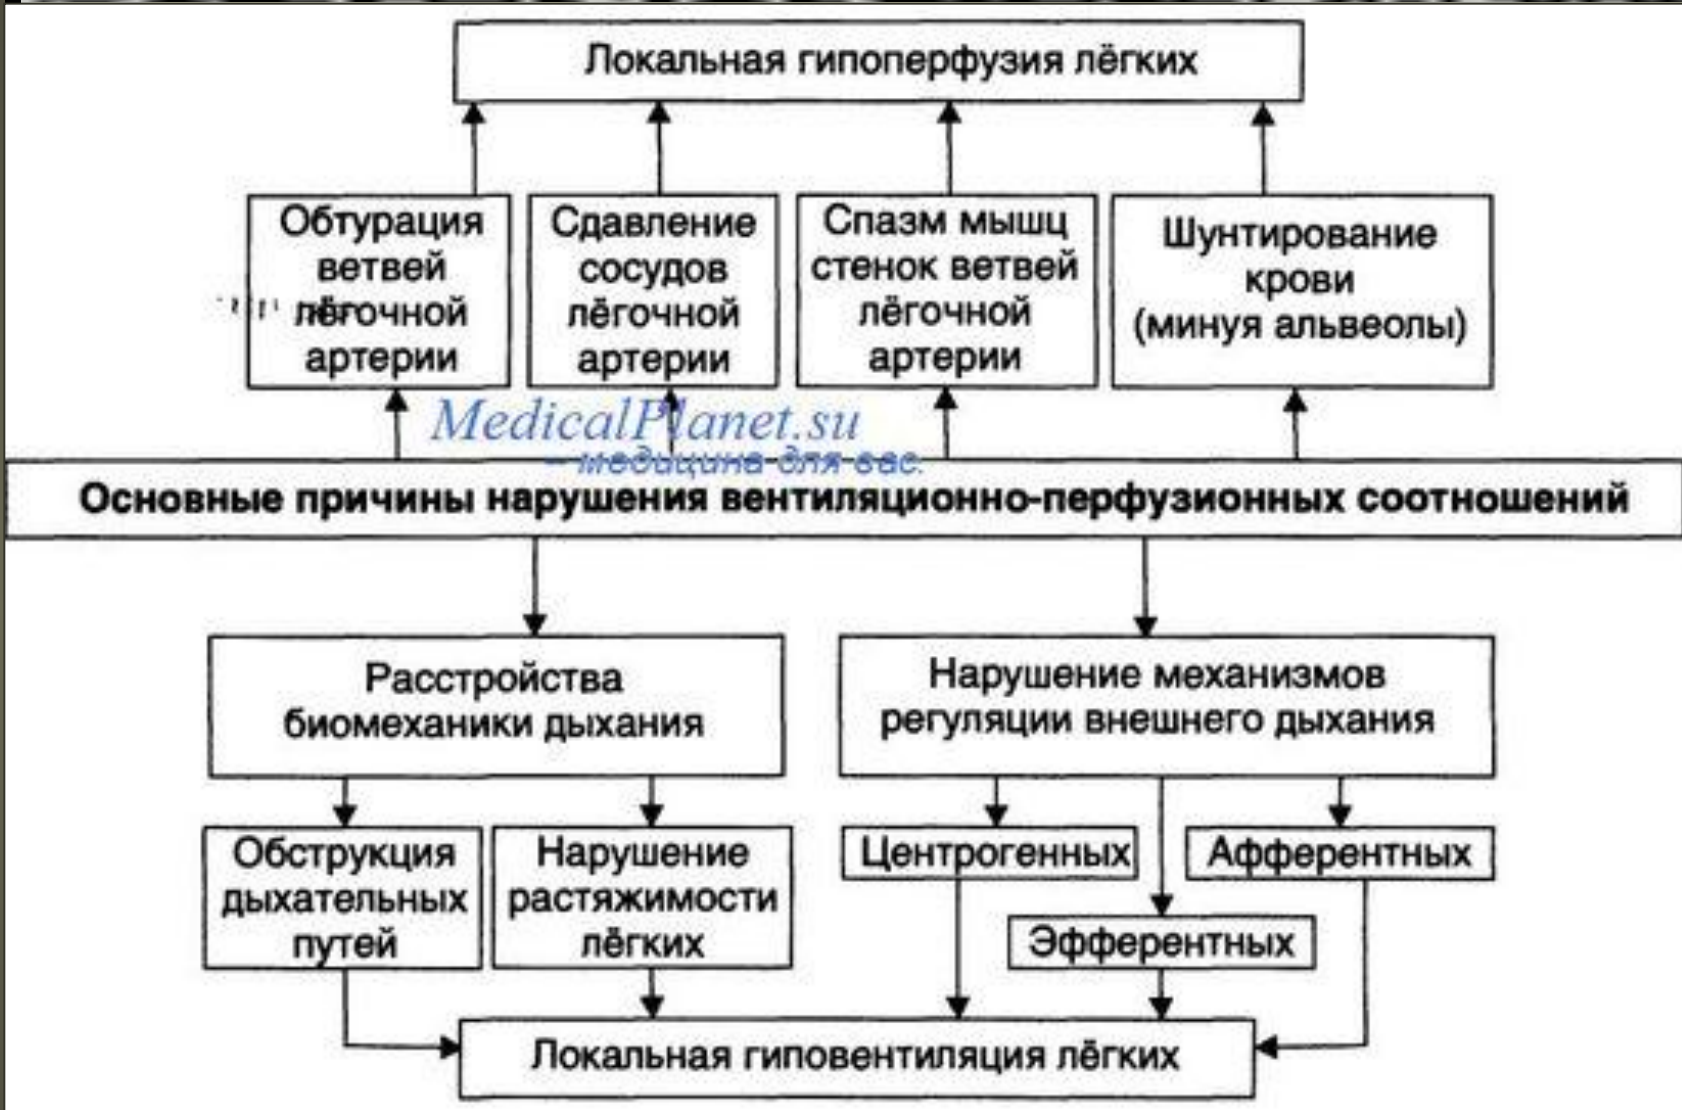 Локальная гипоперфузия лёгких
Обтурация
ветвей
лёгочной
артерии
Сдавление
сосудов
лёгочной
артерии
Спазм мышц
стенок ветвей
лёгочной
артерии
Шунтирование
крови
(минуя альвеолы)
MedicalPlanet.su
– медицина для вас.
Основные причины нарушения вентиляционно-перфузионных соотношений
Расстройства
биомеханики дыхания
Нарушение механизмов
регуляции внешнего дыхания
Обструкция
дыхательных
путей
Нарушение
растяжимости
лёгких
Центрогенных
Афферентных
Эфферентных
Локальная гиповентиляция лёгких